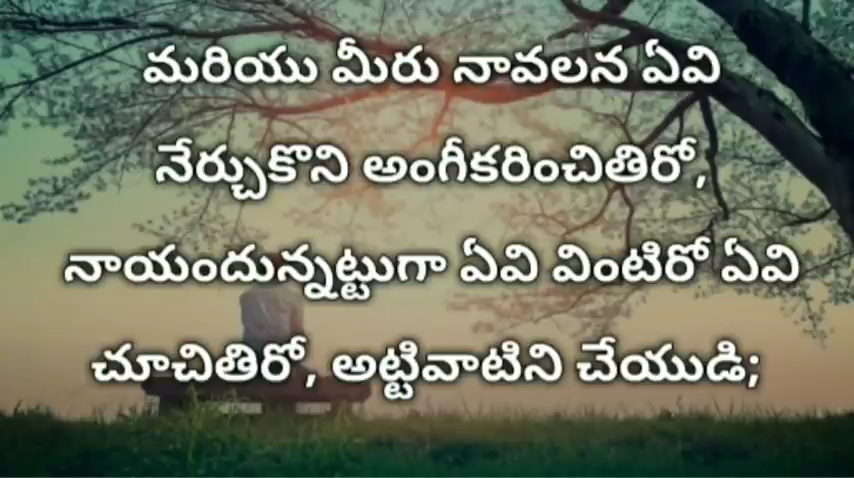 మరియు మీరు నావలన ఏవి
నేర్చుకొని అంగీకరించితిరో,
నాయందున్నట్టుగా ఏవి వింటిరో ఏవి
చూచితిరో, అట్టివాటిని చేయుడి;